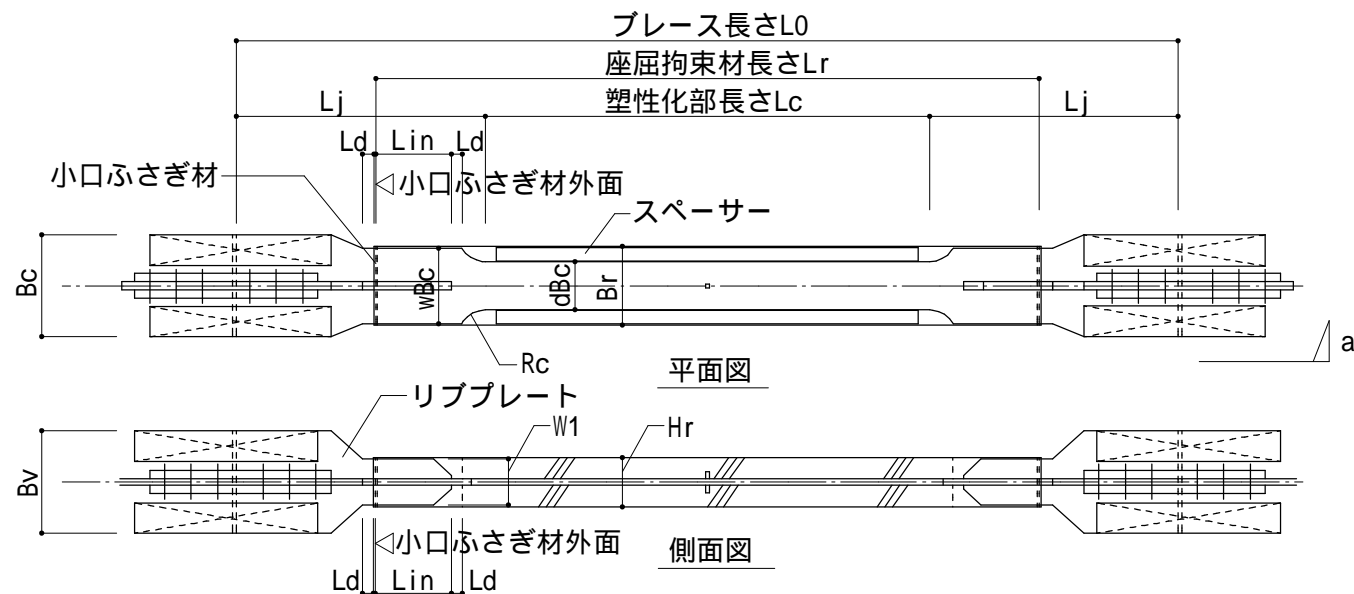 ブレース長さL0
座屈拘束材長さLr
Lj 塑性化部長さLc Lj
Ld Lin Ld
小口ふさぎ材
◁小口ふさぎ材外面
スペーサー
Bc
wBc
dBc
Br
Rc
平面図
a
リブプレート
W1
Hr
Bv
◁小口ふさぎ材外面
側面図
Ld Lin Ld